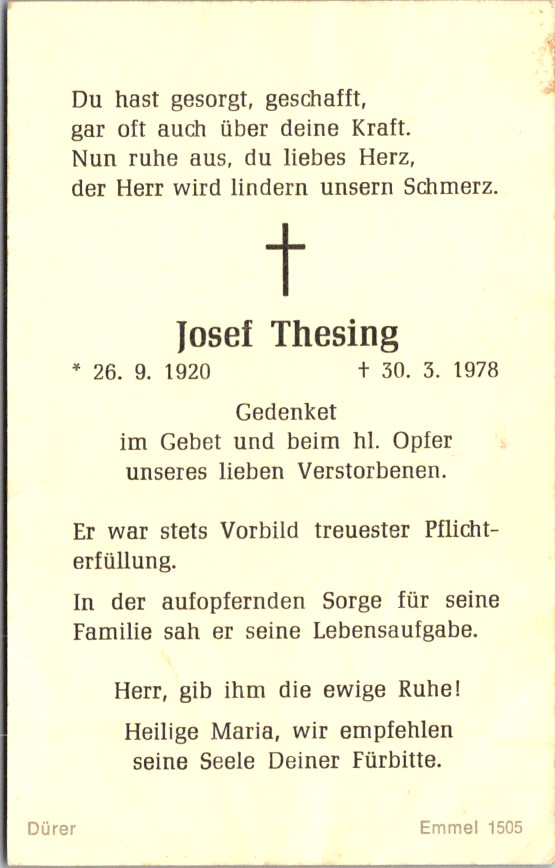 Du hast gesorgt, geschafft,
gar oft auch über deine Kraft.
Nun ruhe aus, du liebes Herz,
der Herr wird lindern unsern Schmerz.
Josef Thesing
* 26. 9. 1920 † 30. 3. 1978
Gedenket
im Gebet und beim hl. Opfer
unseres lieben Verstorbenen.
Er war stets Vorbild treuester Pflicht-
erfüllung.
In der aufopfernden Sorge für seine
Familie sah er seine Lebensaufgabe.
Herr, gib ihm die ewige Ruhe!
Heilige Maria, wir empfehlen
seine Seele Deiner Fürbitte.
Dürer Emmel 1505